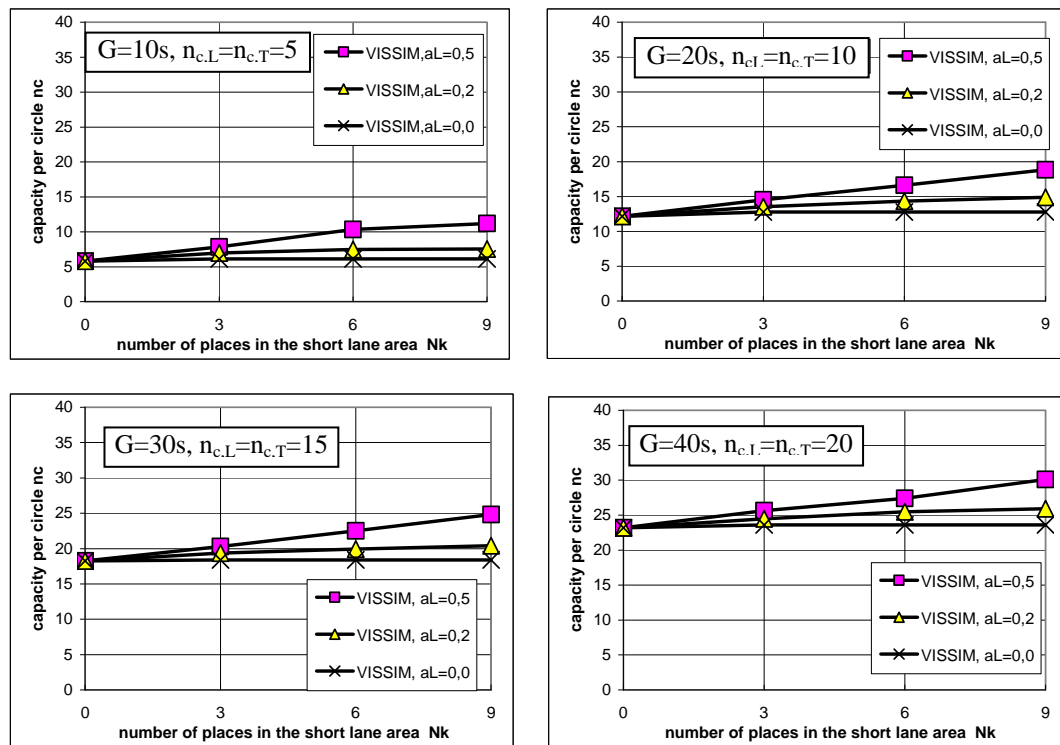 G=10s, nc.L=nc.T=5
VISSIM,aL=0,5
VISSIM,aL=0,2
VISSIM,aL=0,0
capacity per circle nc
40
35
30
25
20
15
10
5
0
0 3 6 9
number of places in the short lane area Nk
G=20s, ncL=nc.T=10
VISSIM, aL=0,5
VISSIM, aL=0,2
VISSIM, aL=0,0
capacity per circle nc
40
35
30
25
20
15
10
5
0
0 3 6 9
number of places in the short lane area Nk
G=30s, nc.L=nc.T=15
VISSIM, aL=0,5
VISSIM, aL=0,2
VISSIM, aL=0,0
capacity per circle nc
40
35
30
25
20
15
10
5
0
0 3 6 9
number of places in the short lane area Nk
G=40s, nc.L=nc.T=20
VISSIM, aL=0,5
VISSIM, aL=0,2
VISSIM, aL=0,0
capacity per circle nc
40
35
30
25
20
15
10
5
0
0 3 6 9
number of places in the short lane area Nk